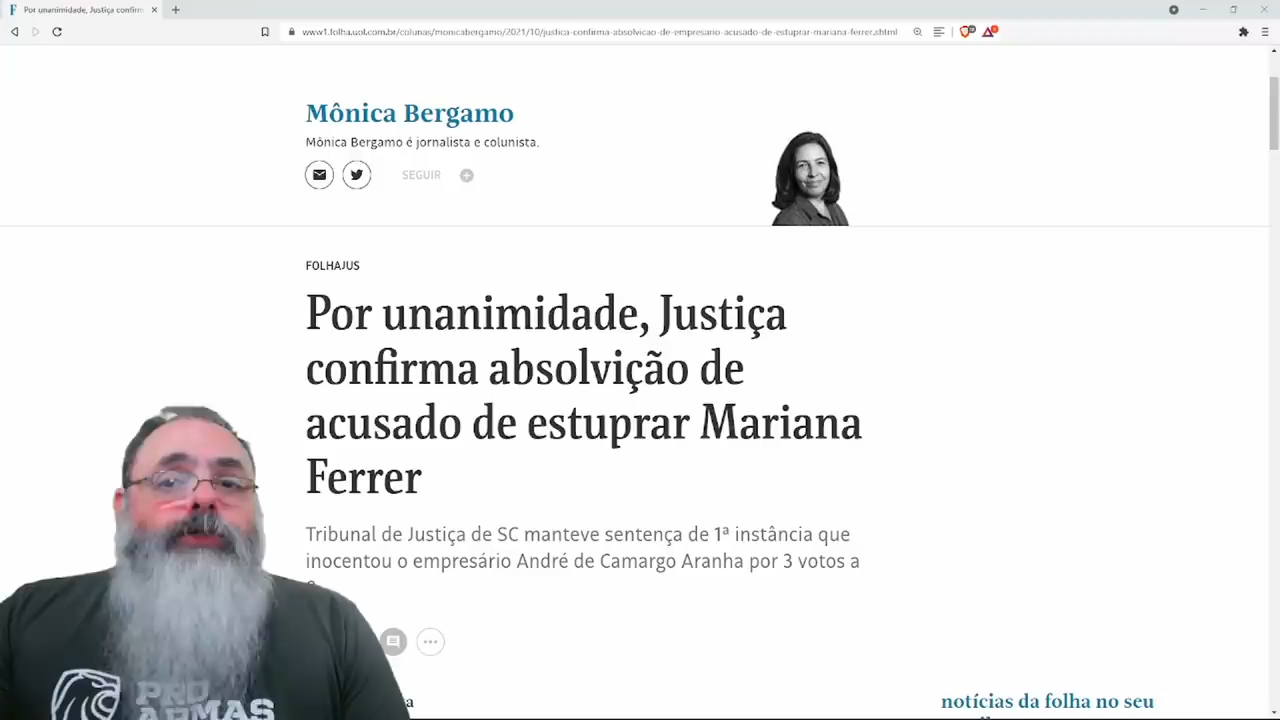 Por unanimidade, Justiça confirm
www1.folha.uol.com.br/colunas/monicabergamo/2021/10/justica-confirma-absolvicao-de-empresario-acusado-de-estuprar-mariana-ferrer.shtml
Mônica Bergamo
Mônica Bergamo é jornalista e colunista.
SEGUIR
FOLHAJUS
Por unanimidade, Justiça
confirma absolvição de
acusado de estuprar Mariana
Ferrer
Tribunal de Justiça de SC manteve sentença de 1ª instância que
inocentou o empresário André de Camargo Aranha por 3 votos a
notícias da folha no seu
PRO
ARMAS